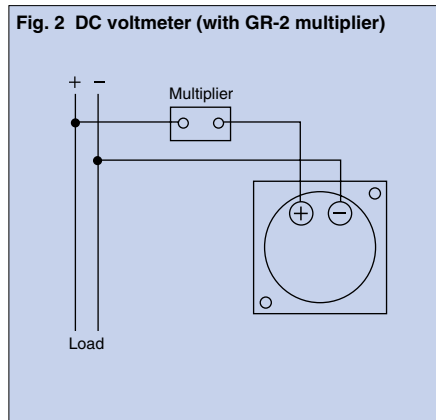 Fig. 2 DC voltmeter (with GR-2 multiplier)
+ −
Multiplier
+ −
Load